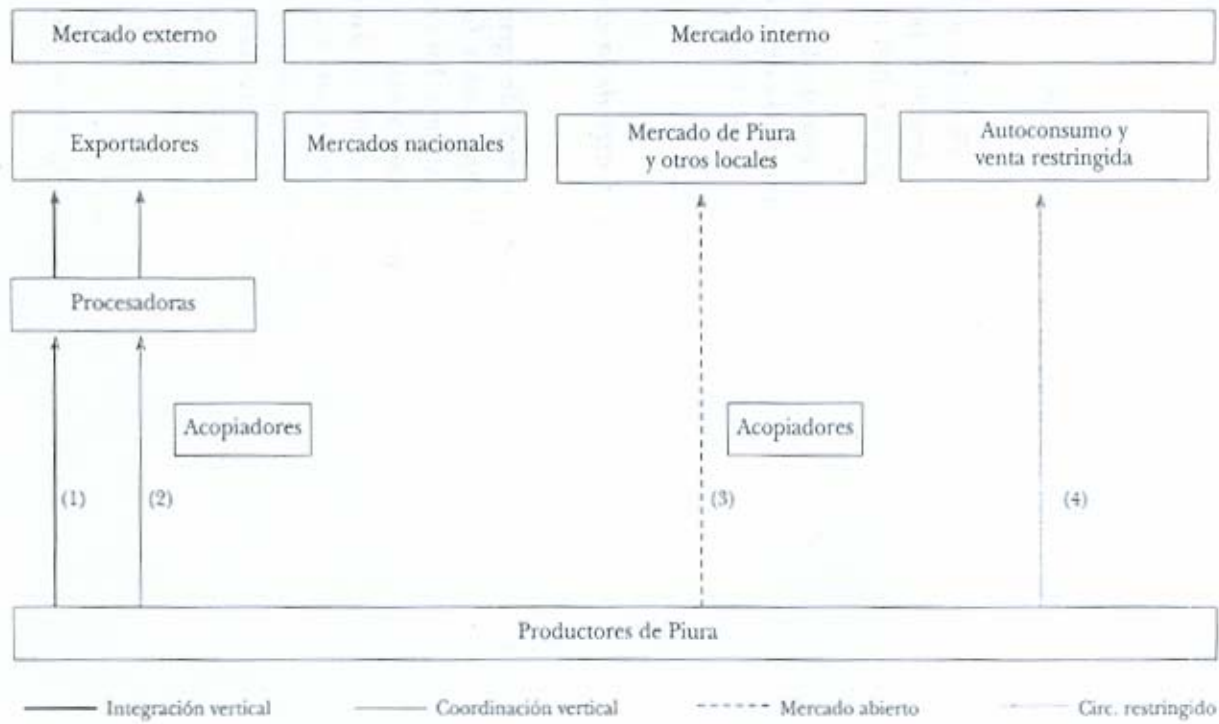 Mercado externo
Mercado interno
Exportadores
Mercados nacionales
Mercado de Piura
y otros locales
Autoconsumo y
venta restringida
Procesadoras
Acopiadores
Acopiadores
(1)
(2)
(3)
(4)
Productores de Piura
Integración vertical
Coordinación vertical
Mercado abierto
Circ. restringido